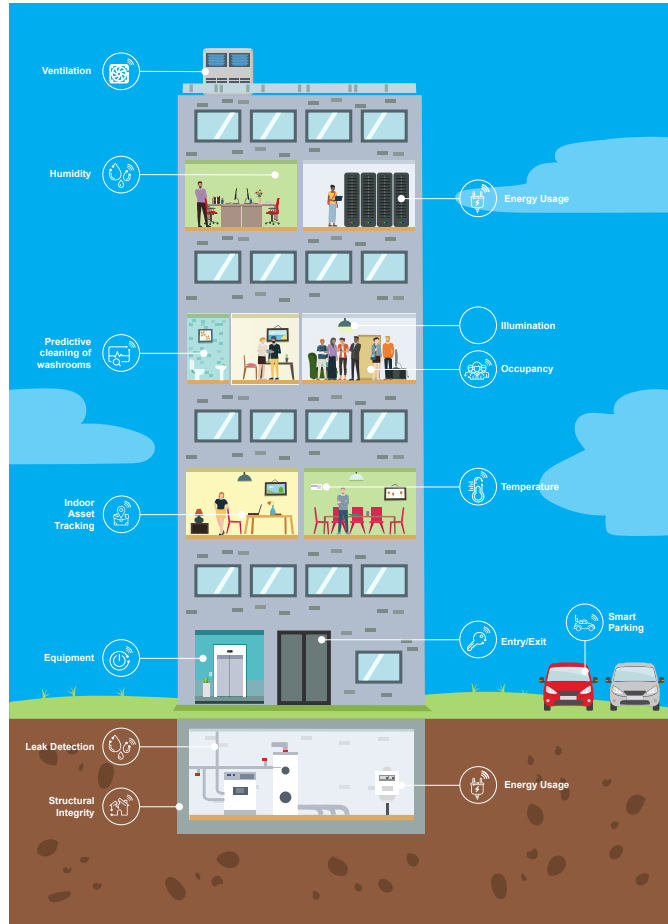 Ventilation
Humidity
Energy Usage
Illumination
Predictive
cleaning of
washrooms
Occupancy
Temperature
Indoor
Asset
Tracking
Smart
Parking
Entry/Exit
Equipment
Leak Detection
Energy Usage
Structural
Integrity